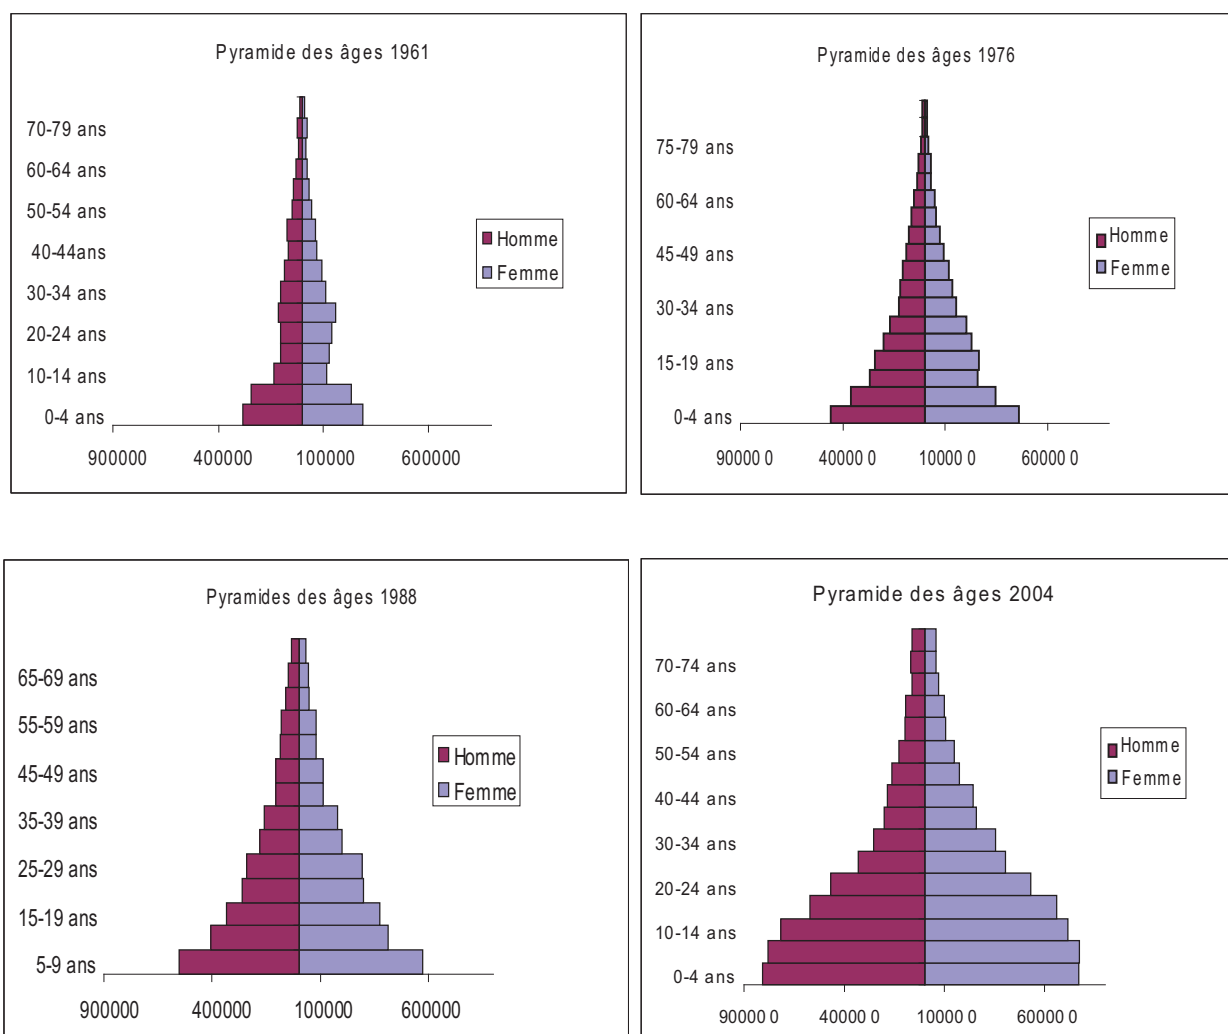 Pyramide des âges 1961
70-79 ans
60-64 ans
50-54 ans
40-44ans
30-34 ans
20-24 ans
10-14 ans
0-4 ans
900000 400000 100000 600000
Homme
Femme
Pyramide des âges 1976
75-79 ans
60-64 ans
45-49 ans
30-34 ans
15-19 ans
0-4 ans
90000 0 40000 0 10000 0 60000 0
Homme
Femme
Pyramides des âges 1988
65-69 ans
55-59 ans
45-49 ans
35-39 ans
25-29 ans
15-19 ans
5-9 ans
900000 400000 100000 600000
Homme
Femme
Pyramide des âges 2004
70-74 ans
60-64 ans
50-54 ans
40-44 ans
30-34 ans
20-24 ans
10-14 ans
0-4 ans
90000 0 40000 0 10000 0 60000 0
Homme
Femme